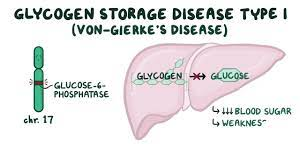 GLYCOGEN STORAGE DISEASE TYPE I
(VON-GIERKE'S DISEASE)
GLUCOSE-6-
PHOSPHATASE
chr. 17
GLYCOGEN GLUCOSE
↳ ↓↓↓ BLOOD SUGAR
↳ WEAKNES